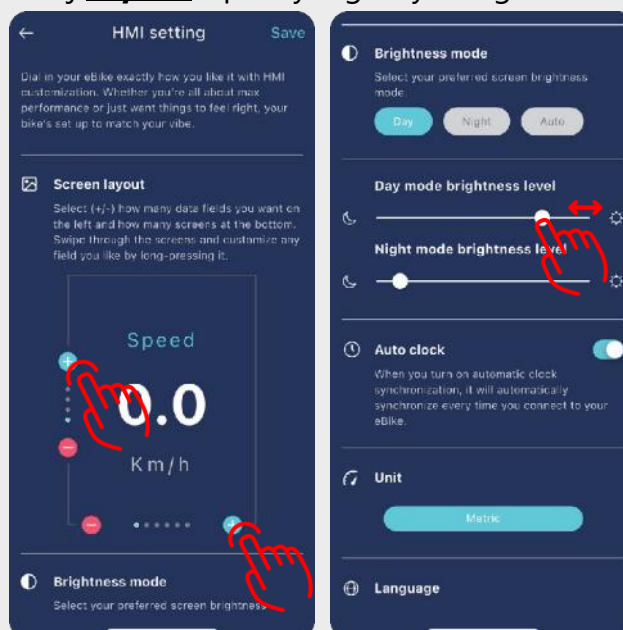 HMI setting
Save
Dial in your eBike exactly how you like it with HMI
customization. Whether you're all about max
performance or just want things to feel right, your
bike's set up to match your vibe.
Screen layout
Select (+/-) how many data fields you want on
the left and how many screens at the bottom.
Swipe through the screens and customize any
field you like by long-pressing it.
Speed
0.0
Km/h
Brightness mode
Select your preferred screen brightness
Brightness mode
Select your preferred screen brightness
mode
Day
Night
Auto
Day mode brightness level
Night mode brightness level
Auto clock
When you turn on automatic clock
synchronization, it will automatically
synchronize every time you connect to your
eBike.
Unit
Metric
Language